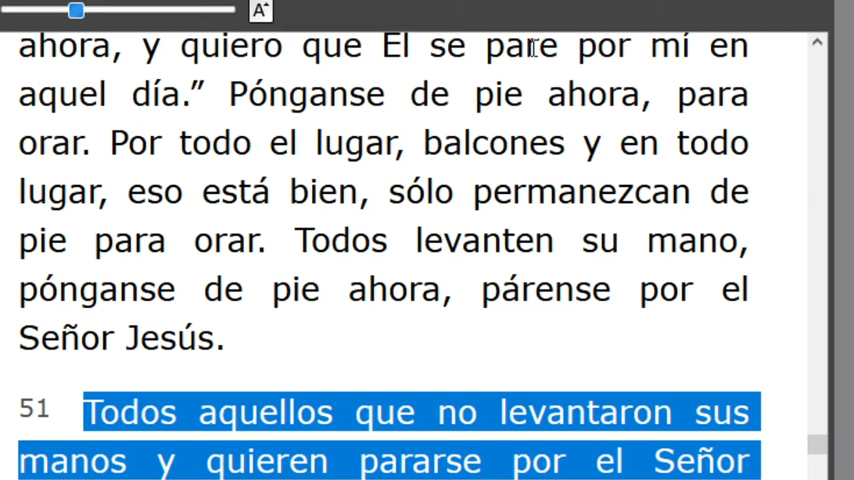 A
ahora, y quiero que El se pare por mí en
aquel día.” Pónganse de pie ahora, para
orar. Por todo el lugar, balcones y en todo
lugar, eso está bien, sólo permanezcan de
pie para orar. Todos levanten su mano,
pónganse de pie ahora, párense por el
Señor Jesús.
51 Todos aquellos que no levantaron sus
manos y quieren pararse por el Señor